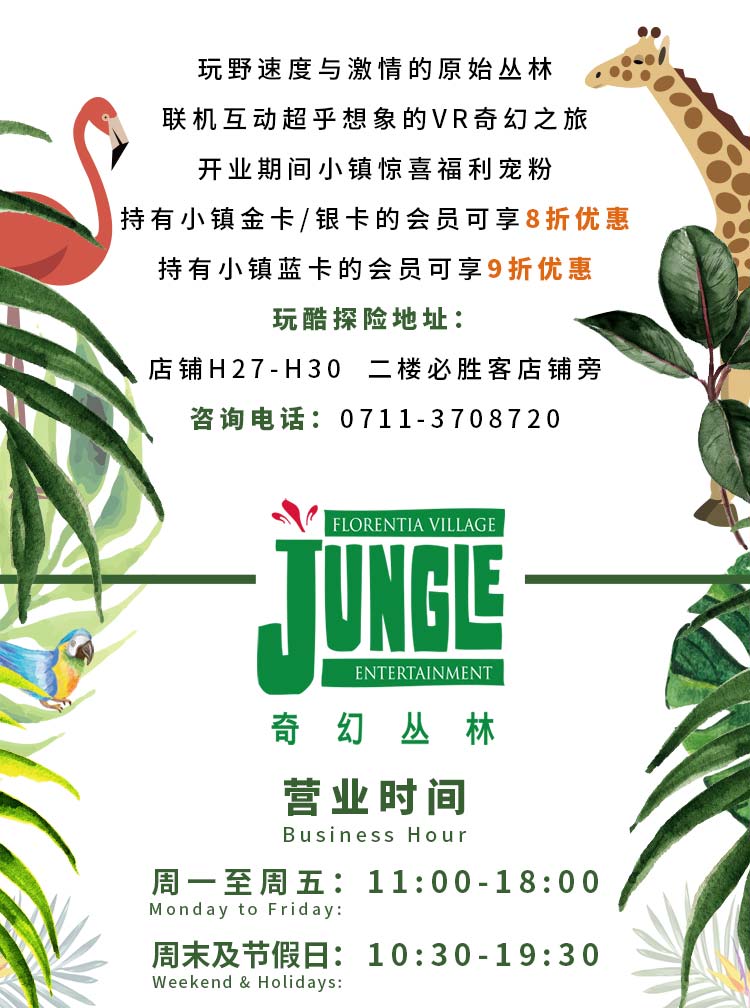 玩野速度与激情的原始丛林
联机互动超乎想象的VR奇幻之旅
开业期间小镇惊喜福利宠粉
持有小镇金卡/银卡的会员可享8折优惠
持有小镇蓝卡的会员可享9折优惠
玩酷探险地址：
店铺H27-H30 二楼必胜客店铺旁
咨询电话：0711-3708720
FLORENTIA VILLAGE
JUNGLE
ENTERTAINMENT
奇幻丛林
营业时间
Business Hour
周一至周五：11:00-18:00
Monday to Friday:
周末及节假日：10:30-19:30
Weekend & Holidays: